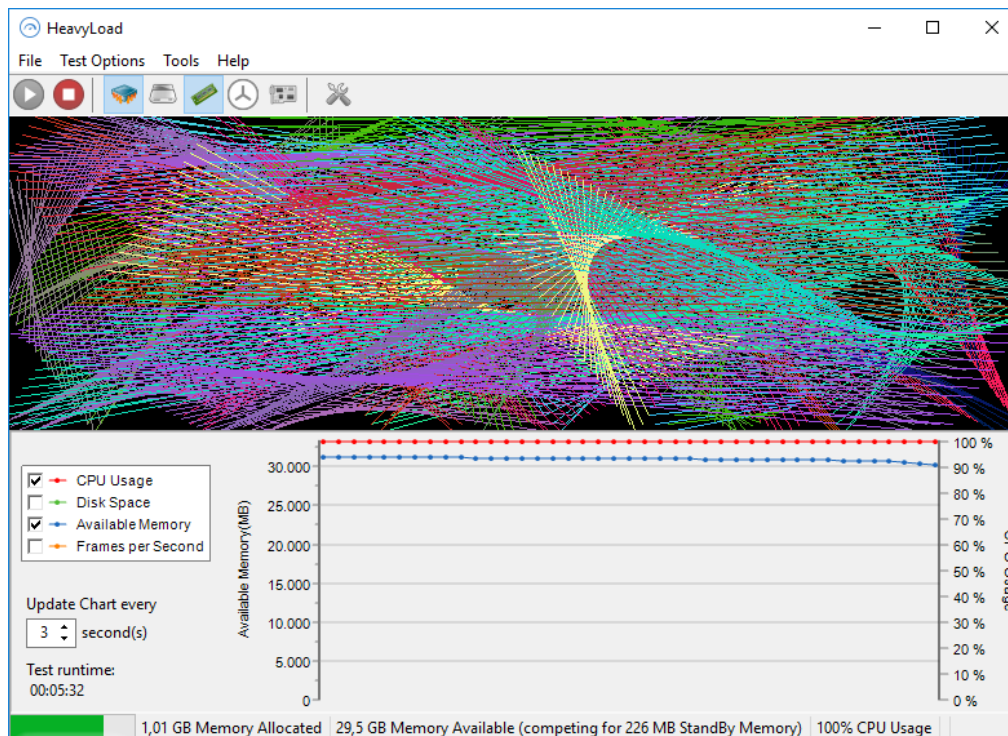 HeavyLoad
File Test Options Tools Help
CPU Usage
Disk Space
Available Memory
Frames per Second
Update Chart every
3 second(s)
Test runtime:
00:05:32
Available Memory(MB)
30.000
25.000
20.000
15.000
10.000
5.000
0
100 %
90 %
80 %
70 %
60 %
50 %
40 %
30 %
20 %
10 %
0 %
Usage
1,01 GB Memory Allocated 29,5 GB Memory Available (competing for 226 MB StandBy Memory) 100% CPU Usage